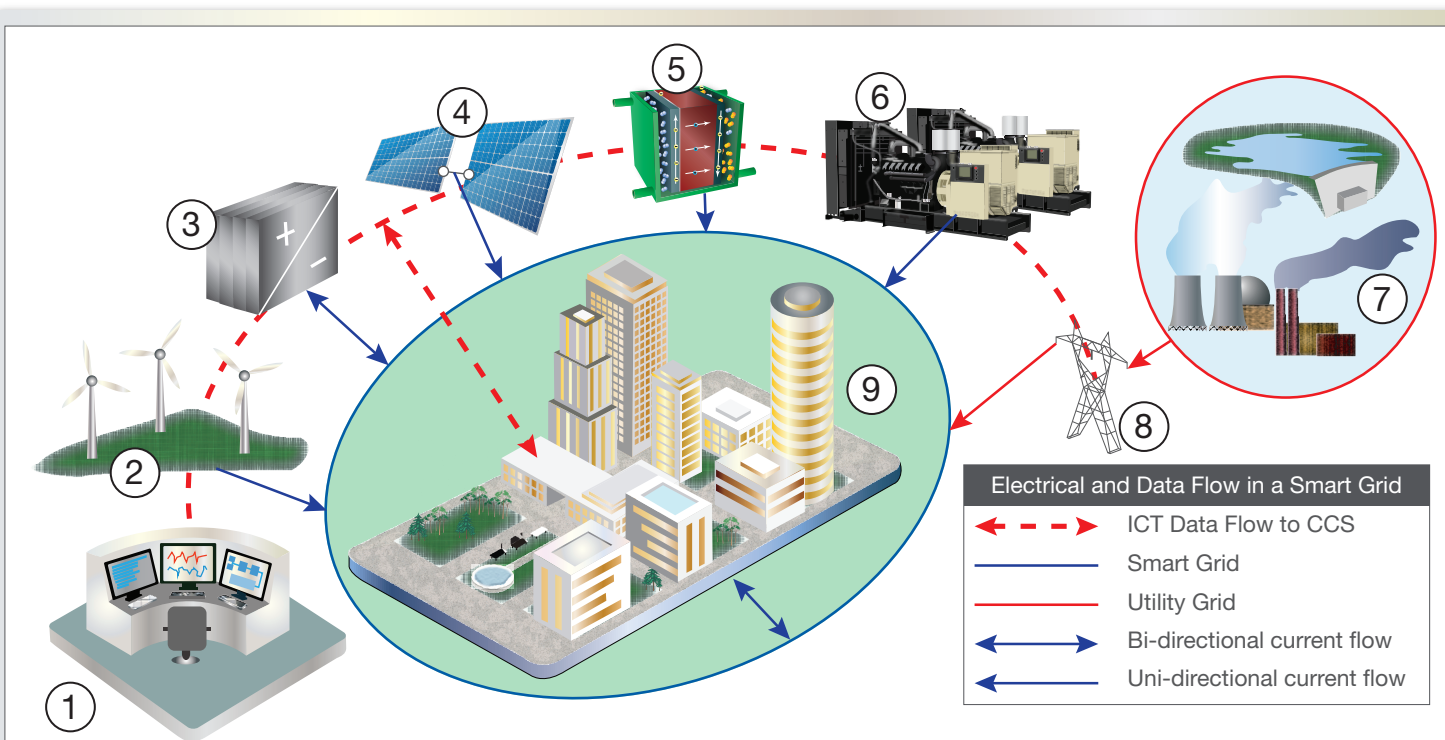 5
6
4
7
3
9
8
2
Electrical and Data Flow in a Smart Grid
ICT Data Flow to CCS
Smart Grid
Utility Grid
Bi-directional current flow
Uni-directional current flow
1
+
-